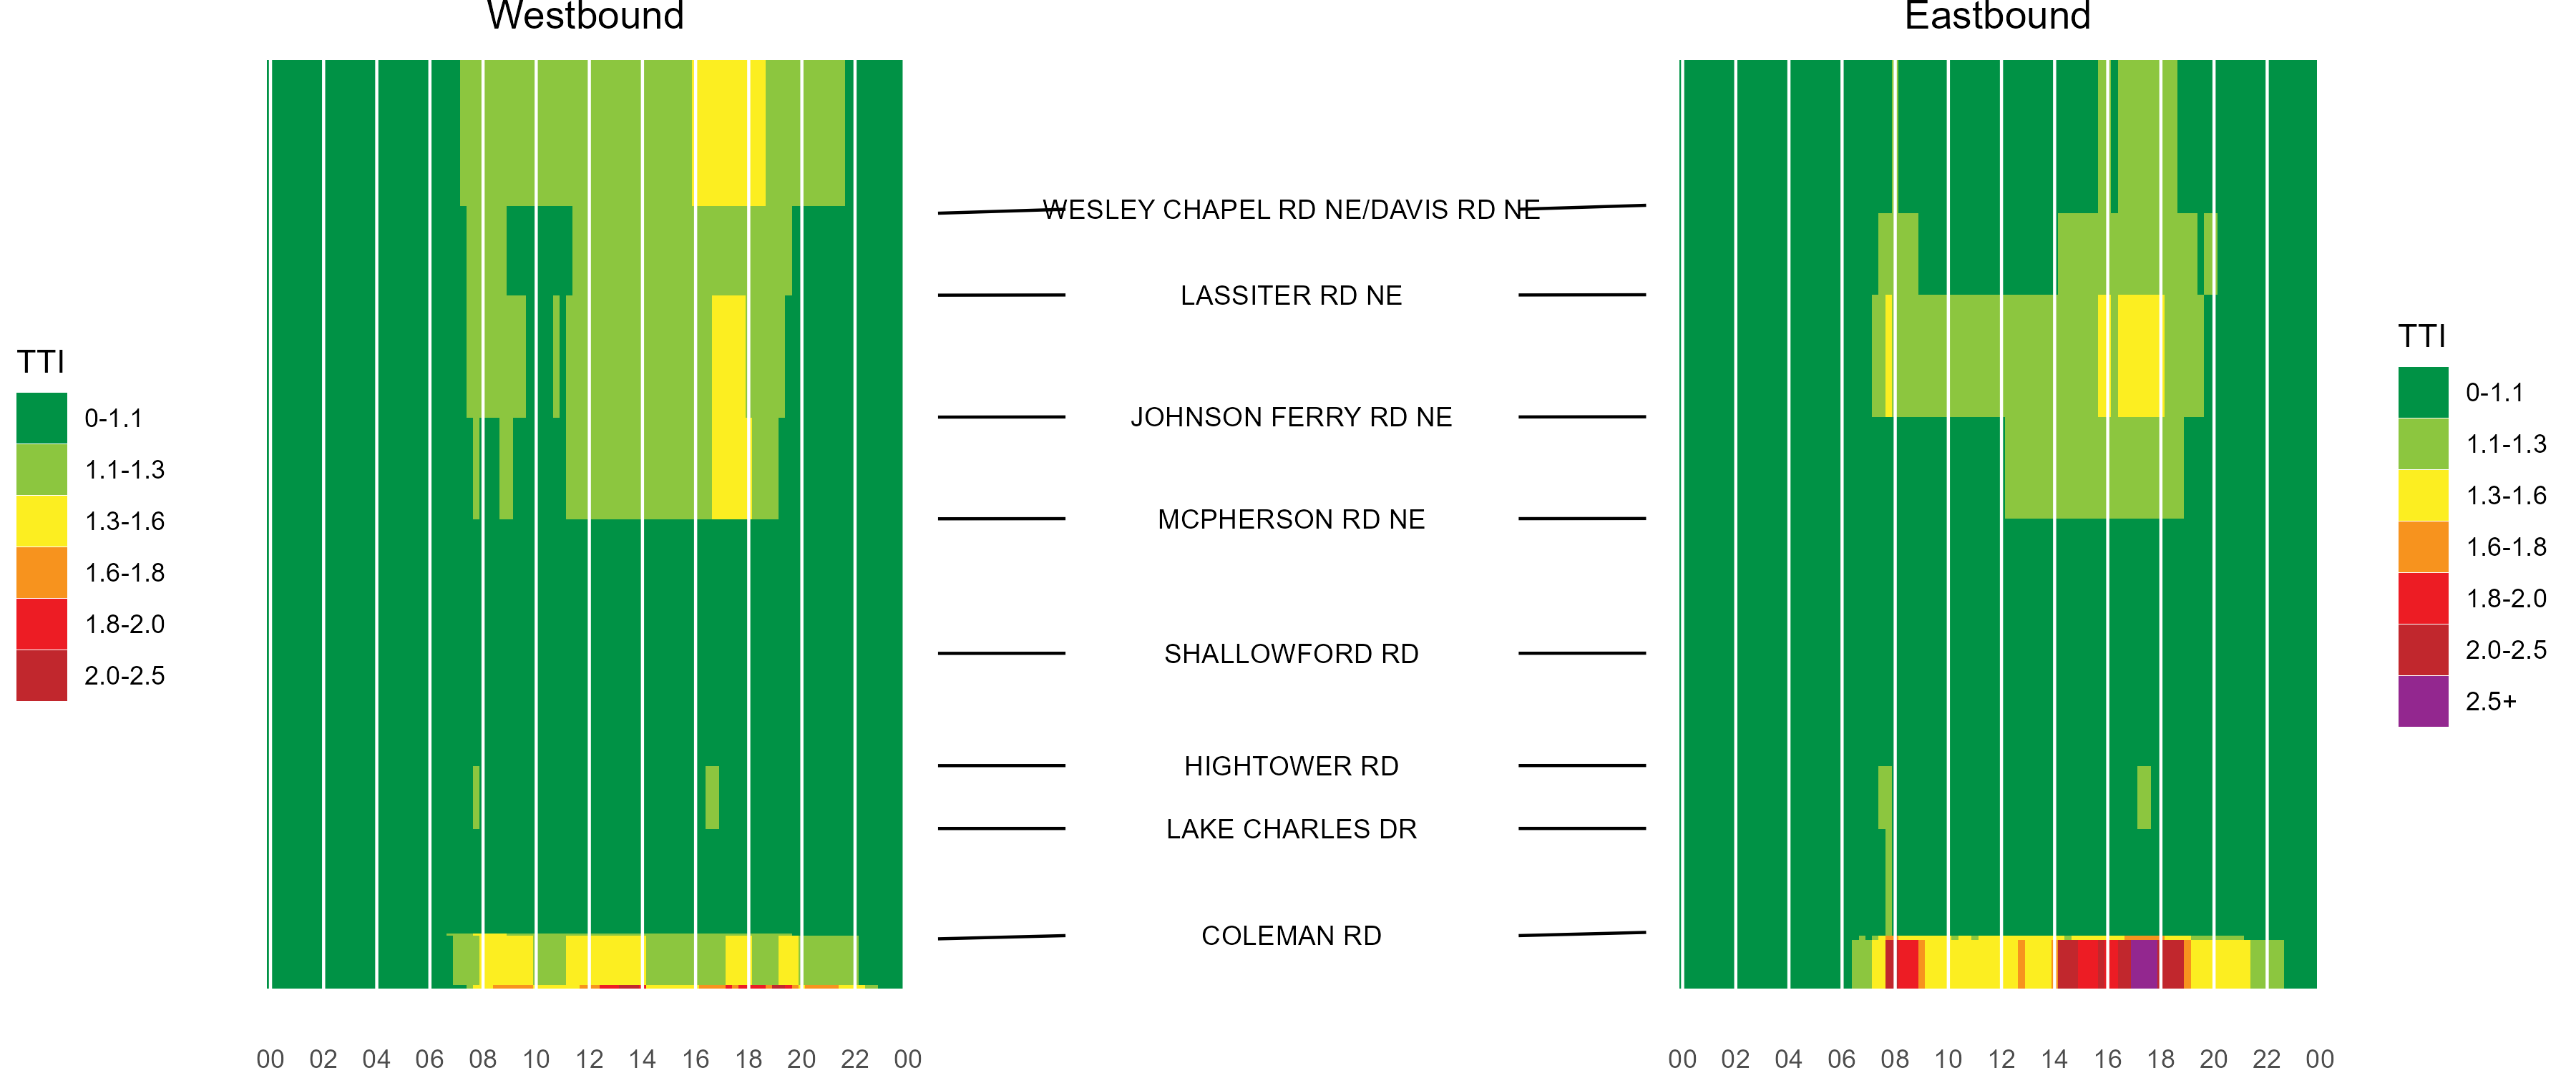 Westbound
Eastbound
WESLEY CHAPEL RD NE/DAVIS RD NE
LASSITER RD NE
JOHNSON FERRY RD NE
MCPHERSON RD NE
SHALLOWFORD RD
HIGHTOWER RD
LAKE CHARLES DR
COLEMAN RD
TTI
0-1.1
1.1-1.3
1.3-1.6
1.6-1.8
1.8-2.0
2.0-2.5
TTI
0-1.1
1.1-1.3
1.3-1.6
1.6-1.8
1.8-2.0
2.0-2.5
2.5+
00 02 04 06 08 10 12 14 16 18 20 22 00
00 02 04 06 08 10 12 14 16 18 20 22 00